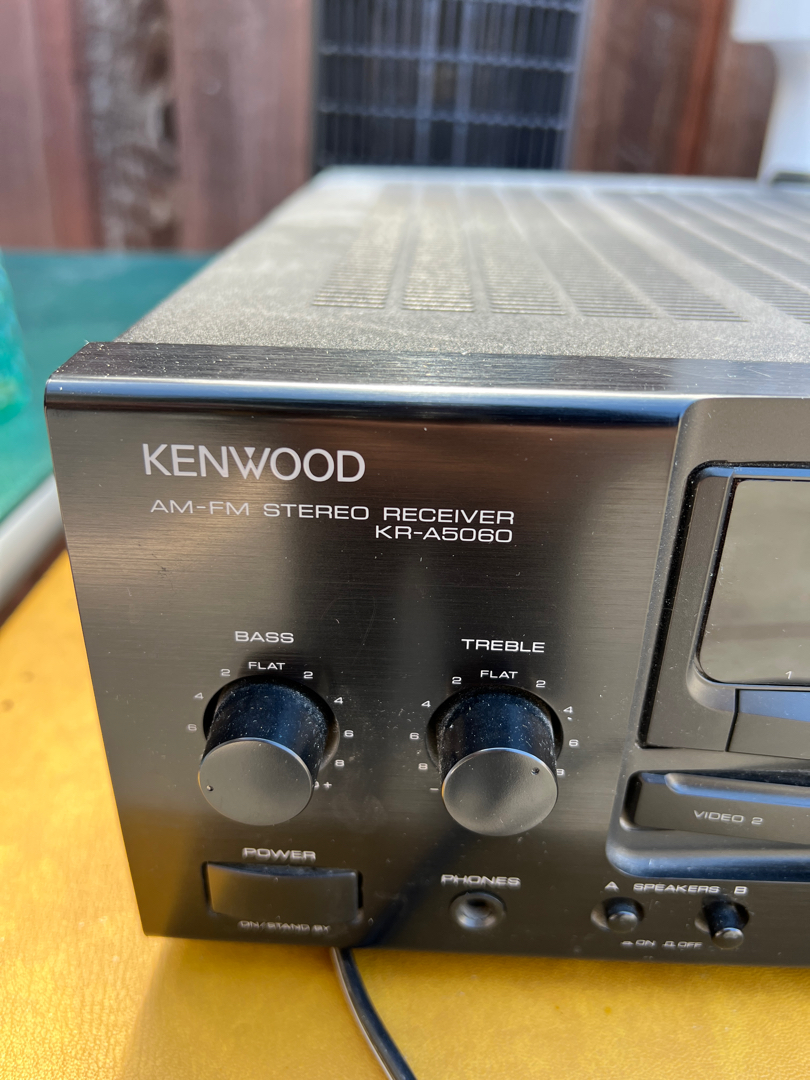 KENWOOD
AM-FM STEREO RECEIVER
KR-A5060
BASS
TREBLE
2 FLAT 2
2 FLAT 2
4 4
4 4
6 6
6 6
8
8 8
+
-
1
VIDEO 2
POWER
PHONES
A SPEAKERS B
ON/STAND BY
ON OFF